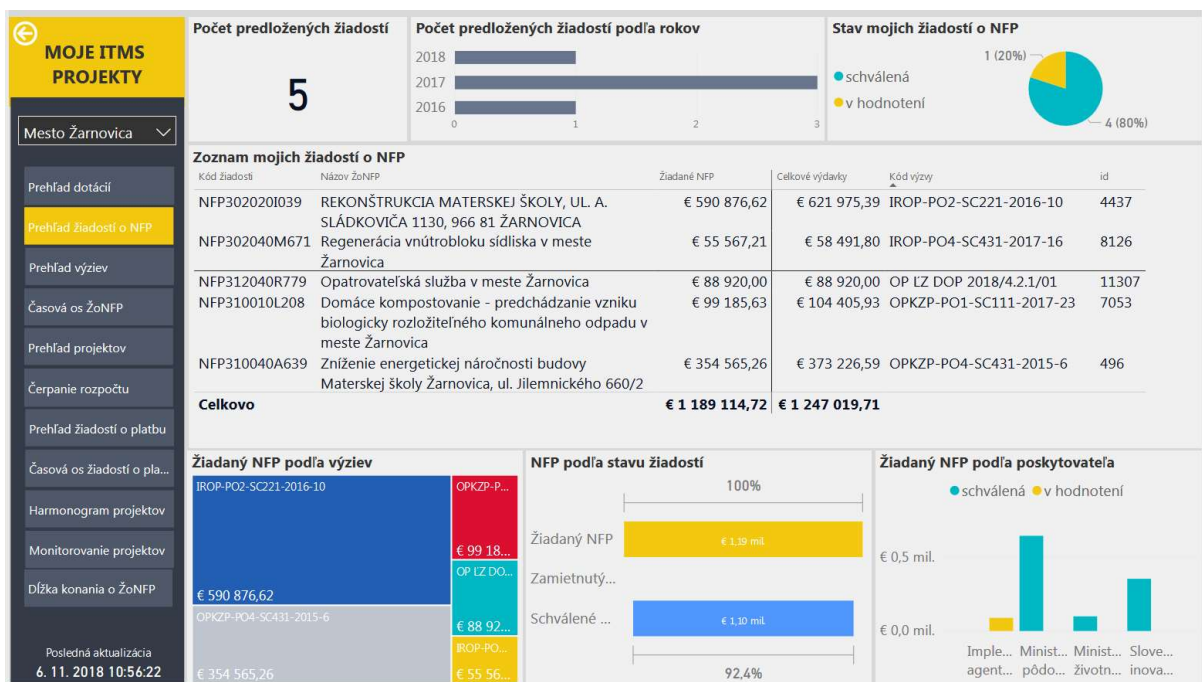 MOJE ITMS
PROJEKTY
Mesto Žarnovica
Prehľad dotácií
Prehľad žiadostí o NFP
Prehľad výziev
Časová os ŽoNFP
Prehľad projektov
Čerpanie rozpočtu
Prehľad žiadostí o platbu
Časová os žiadostí o pla...
Harmonogram projektov
Monitorovanie projektov
Dĺžka konania o ŽoNFP
Posledná aktualizácia
6. 11. 2018 10:56:22
Počet predložených žiadostí
5
Počet predložených žiadostí podľa rokov
2018
2017
2016
0 1 2 3
Stav mojich žiadostí o NFP
schválená
v hodnotení
1 (20%)
4 (80%)
Zoznam mojich žiadostí o NFP
Kód žiadosti Názov ŽoNFP Žiadané NFP Celkové výdavky Kód výzvy id
NFP302020I039 REKONŠTRUKCIA MATERSKEJ ŠKOLY, UL. A. € 590 876,62 € 621 975,39 IROP-PO2-SC221-2016-10 4437
SLÁDKOVIČA 1130, 966 81 ŽARNOVICA
NFP302040M671 Regenerácia vnútrobloku sídliska v meste € 55 567,21 € 58 491,80 IROP-PO4-SC431-2017-16 8126
Žarnovica
NFP312040R779 Opatrovateľská služba v meste Žarnovica € 88 920,00 € 88 920,00 OP ĽZ DOP 2018/4.2.1/01 11307
NFP310010L208 Domáce kompostovanie - predchádzanie vzniku € 99 185,63 € 104 405,93 OPKZP-PO1-SC111-2017-23 7053
biologicky rozložiteľného komunálneho odpadu v
meste Žarnovica
NFP310040A639 Zníženie energetickej náročnosti budovy € 354 565,26 € 373 226,59 OPKZP-PO4-SC431-2015-6 496
Materskej školy Žarnovica, ul. Jilemnického 660/2
Celkovo € 1 189 114,72 € 1 247 019,71
Žiadaný NFP podľa výziev
IROP-PO2-SC221-2016-10
€ 590 876,62
OPKZP-PO4-SC431-2015-6
€ 354 565,26
OPKZP-P...
€ 99 18...
OP ĽZ DO...
€ 88 92...
IROP-PO...
€ 55 56...
NFP podľa stavu žiadostí
100%
Žiadaný NFP
€ 1,19 mil.
Zamietnutý...
Schválené ...
€ 1,10 mil.
92,4%
Žiadaný NFP podľa poskytovateľa
schválená v hodnotení
€ 0,5 mil.
€ 0,0 mil.
Imple... Minist... Minist... Slove...
agent... pôdo... životn... inova...